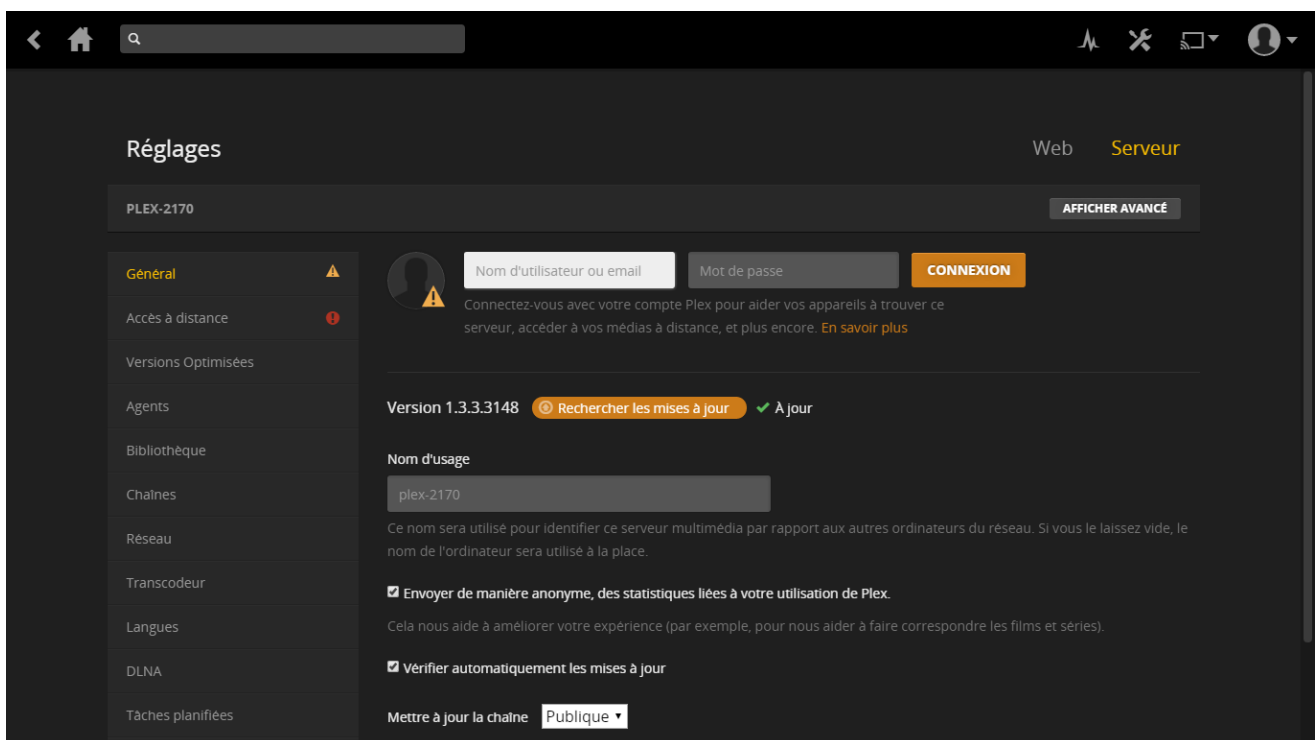 Réglages
Web
Serveur
PLEX-2170
AFFICHER AVANCÉ
Général
Accès à distance
Versions Optimisées
Agents
Bibliothèque
Chaînes
Réseau
Transcodeur
Langues
DLNA
Tâches planifiées
Nom d'utilisateur ou email
Mot de passe
CONNEXION
Connectez-vous avec votre compte Plex pour aider vos appareils à trouver ce
serveur, accéder à vos médias à distance, et plus encore. En savoir plus
Version 1.3.3.3148
Rechercher les mises à jour
À jour
Nom d'usage
plex-2170
Ce nom sera utilisé pour identifier ce serveur multimédia par rapport aux autres ordinateurs du réseau. Si vous le laissez vide, le
nom de l'ordinateur sera utilisé à la place.
Envoyer de manière anonyme, des statistiques liées à votre utilisation de Plex.
Cela nous aide à améliorer votre expérience (par exemple, pour nous aider à faire correspondre les films et séries).
Vérifier automatiquement les mises à jour
Mettre à jour la chaîne
Publique